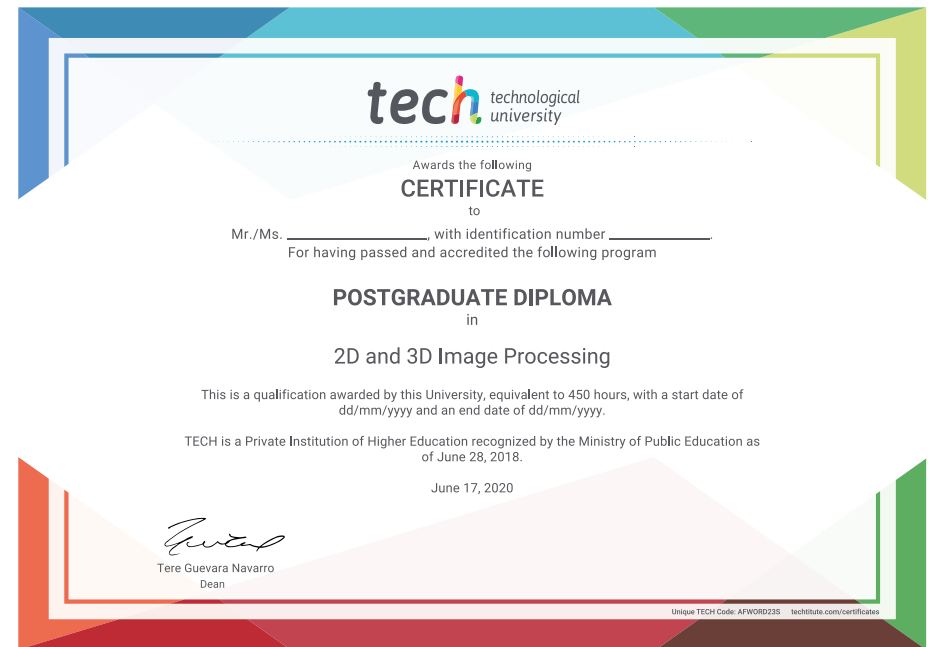 tech technological
university
Awards the following
CERTIFICATE
to
Mr./Ms. ____________________, with identification number ______________.
For having passed and accredited the following program
POSTGRADUATE DIPLOMA
in
2D and 3D Image Processing
This is a qualification awarded by this University, equivalent to 450 hours, with a start date of
dd/mm/yyyy and an end date of dd/mm/yyyy.
TECH is a Private Institution of Higher Education recognized by the Ministry of Public Education as
of June 28, 2018.
June 17, 2020
Tere Guevara Navarro
Dean
Unique TECH Code: AFWORD23S techtitute.com/certificates